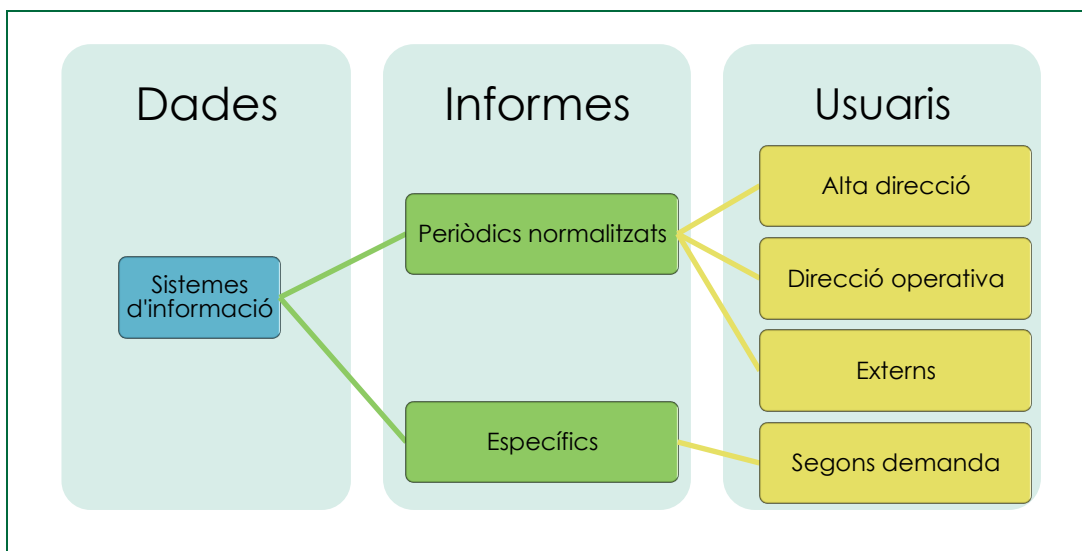 Dades
Informes
Usuaris
Sistemes
d'informació
Periòdics normalitzats
Específics
Alta direcció
Direcció operativa
Externs
Segons demanda